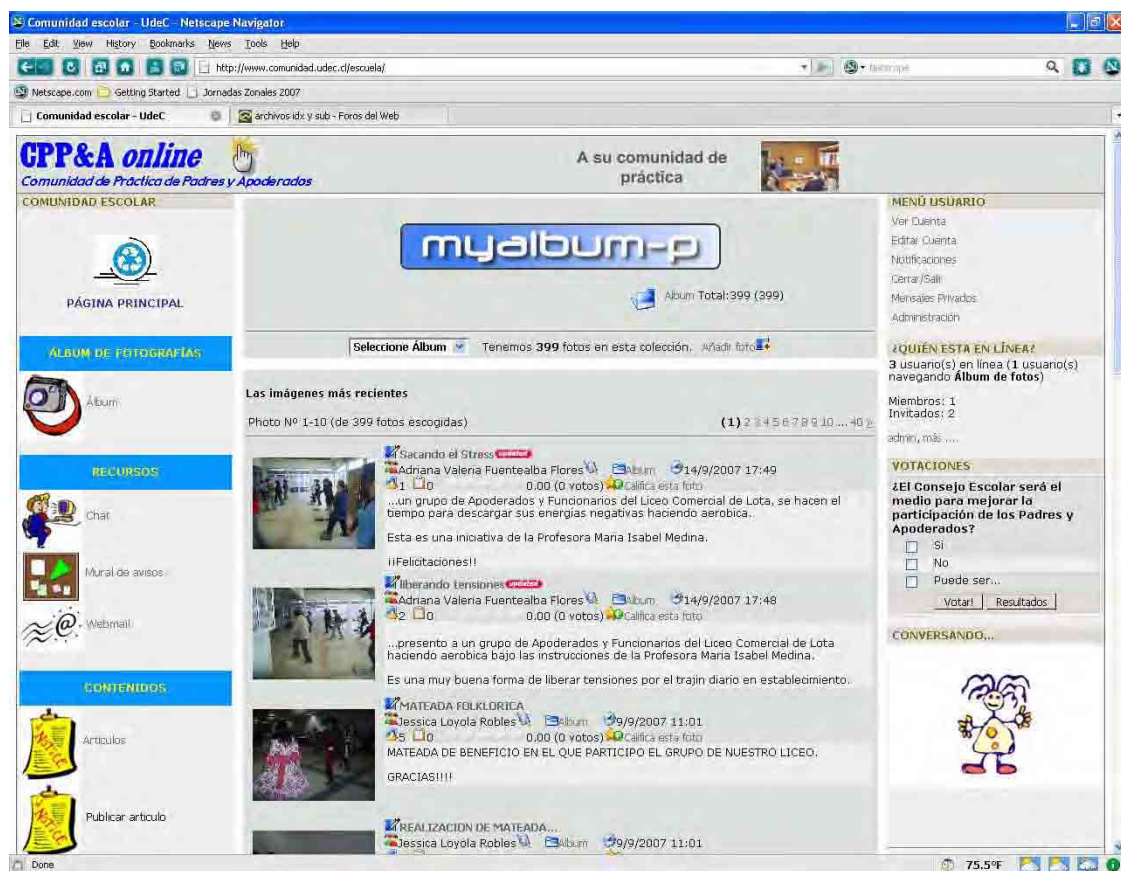 Comunidad escolar - UdeC - Netscape Navigator
File Edit View History Bookmarks News Tools Help
http://www.comunidad.udec.cl/escuela/
Netscape
Netscape.com Getting Started Jornadas Zonales 2007
Comunidad escolar - UdeC archivos idx y sub - Foros del Web
CPP&A online
Comunidad de Práctica de Padres y Apoderados
A su comunidad de
práctica
COMUNIDAD ESCOLAR
PÁGINA PRINCIPAL
ÁLBUM DE FOTOGRAFÍAS
Álbum
RECURSOS
Chat
Mural de avisos
Webmail
CONTENIDOS
NOTICE
Articulos
NOTICE
Publicar articulo
myalbum-p
Album Total:399 (399)
Seleccione Álbum Tenemos 399 fotos en esta colección. Añadir foto
Las imágenes más recientes
Photo Nº 1-10 (de 399 fotos escogidas) (1) 2 3 4 5 6 7 8 9 10 ... 40 »
Sacando el Stress updated
Adriana Valeria Fuentealba Flores Album 14/9/2007 17:49
1 0 0.00 (0 votos) Califica esta foto
...un grupo de Apoderados y Funcionarios del Liceo Comercial de Lota, se hacen el
tiempo para descargar sus energias negativas haciendo aerobica.
Esta es una iniciativa de la Profesora Maria Isabel Medina.
¡¡Felicitaciones!!
liberando tensiones updated
Adriana Valeria Fuentealba Flores Album 14/9/2007 17:48
2 0 0.00 (0 votos) Califica esta foto
...presento a un grupo de Apoderados y Funcionarios del Liceo Comercial de Lota
haciendo aerobica bajo las instrucciones de la Profesora Maria Isabel Medina.
Es una muy buena forma de liberar tensiones por el trajin diario en establecimiento.
MATEADA FOLKLORICA
Jessica Loyola Robles Album 9/9/2007 11:01
5 0 0.00 (0 votos) Califica esta foto
MATEADA DE BENEFICIO EN EL QUE PARTICIPO EL GRUPO DE NUESTRO LICEO.
GRACIAS!!!!
REALIZACION DE MATEADA...
Jessica Loyola Robles Album 9/9/2007 11:01
MENÚ USUARIO
Ver Cuenta
Editar Cuenta
Notificaciones
Cerrar/Salir
Mensajes Privados
Administración
¿QUIÉN ESTA EN LÍNEA?
3 usuario(s) en línea (1 usuario(s)
navegando Álbum de fotos)
Miembros: 1
Invitados: 2
admin, más ....
VOTACIONES
¿El Consejo Escolar será el
medio para mejorar la
participación de los Padres y
Apoderados?
Si
No
Puede ser...
Votar! Resultados
CONVERSANDO...
Done 75.5ºF